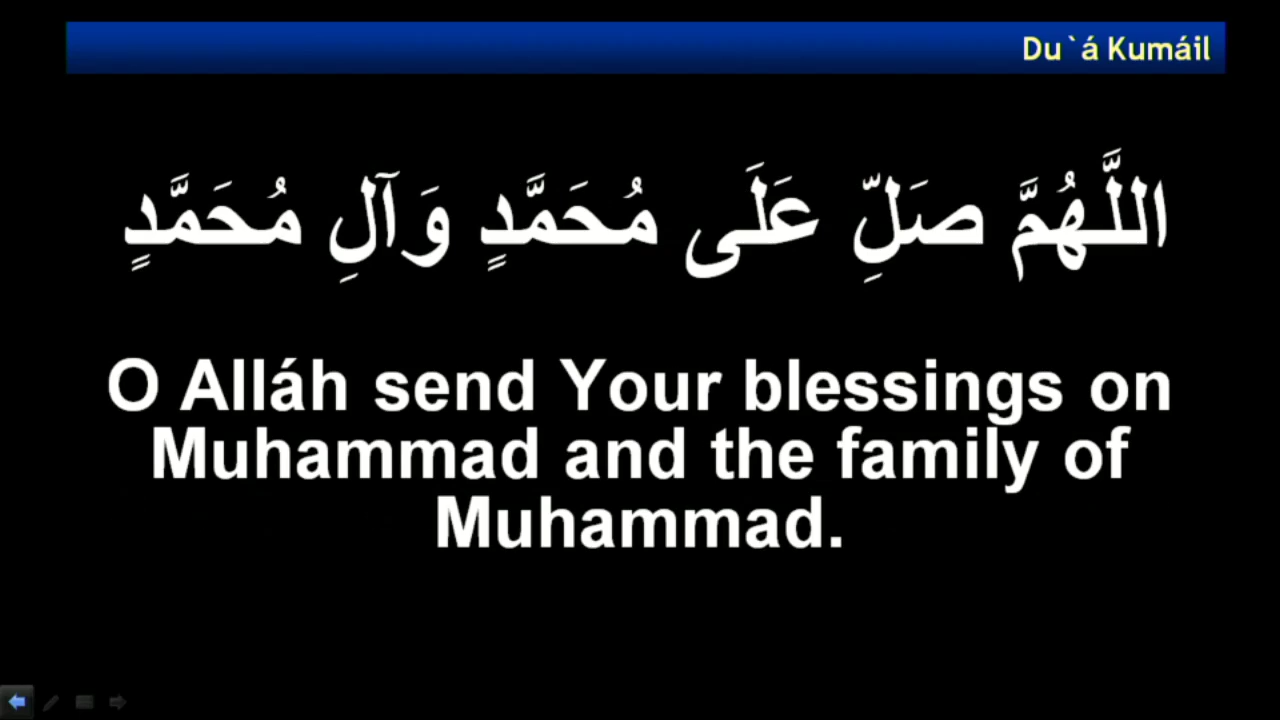 Du`á Kumáil
اللَّهُمَّ صَلِّ عَلَى مُحَمَّدٍ وَآلِ مُحَمَّدٍ
O Alláh send Your blessings on
Muhammad and the family of
Muhammad.